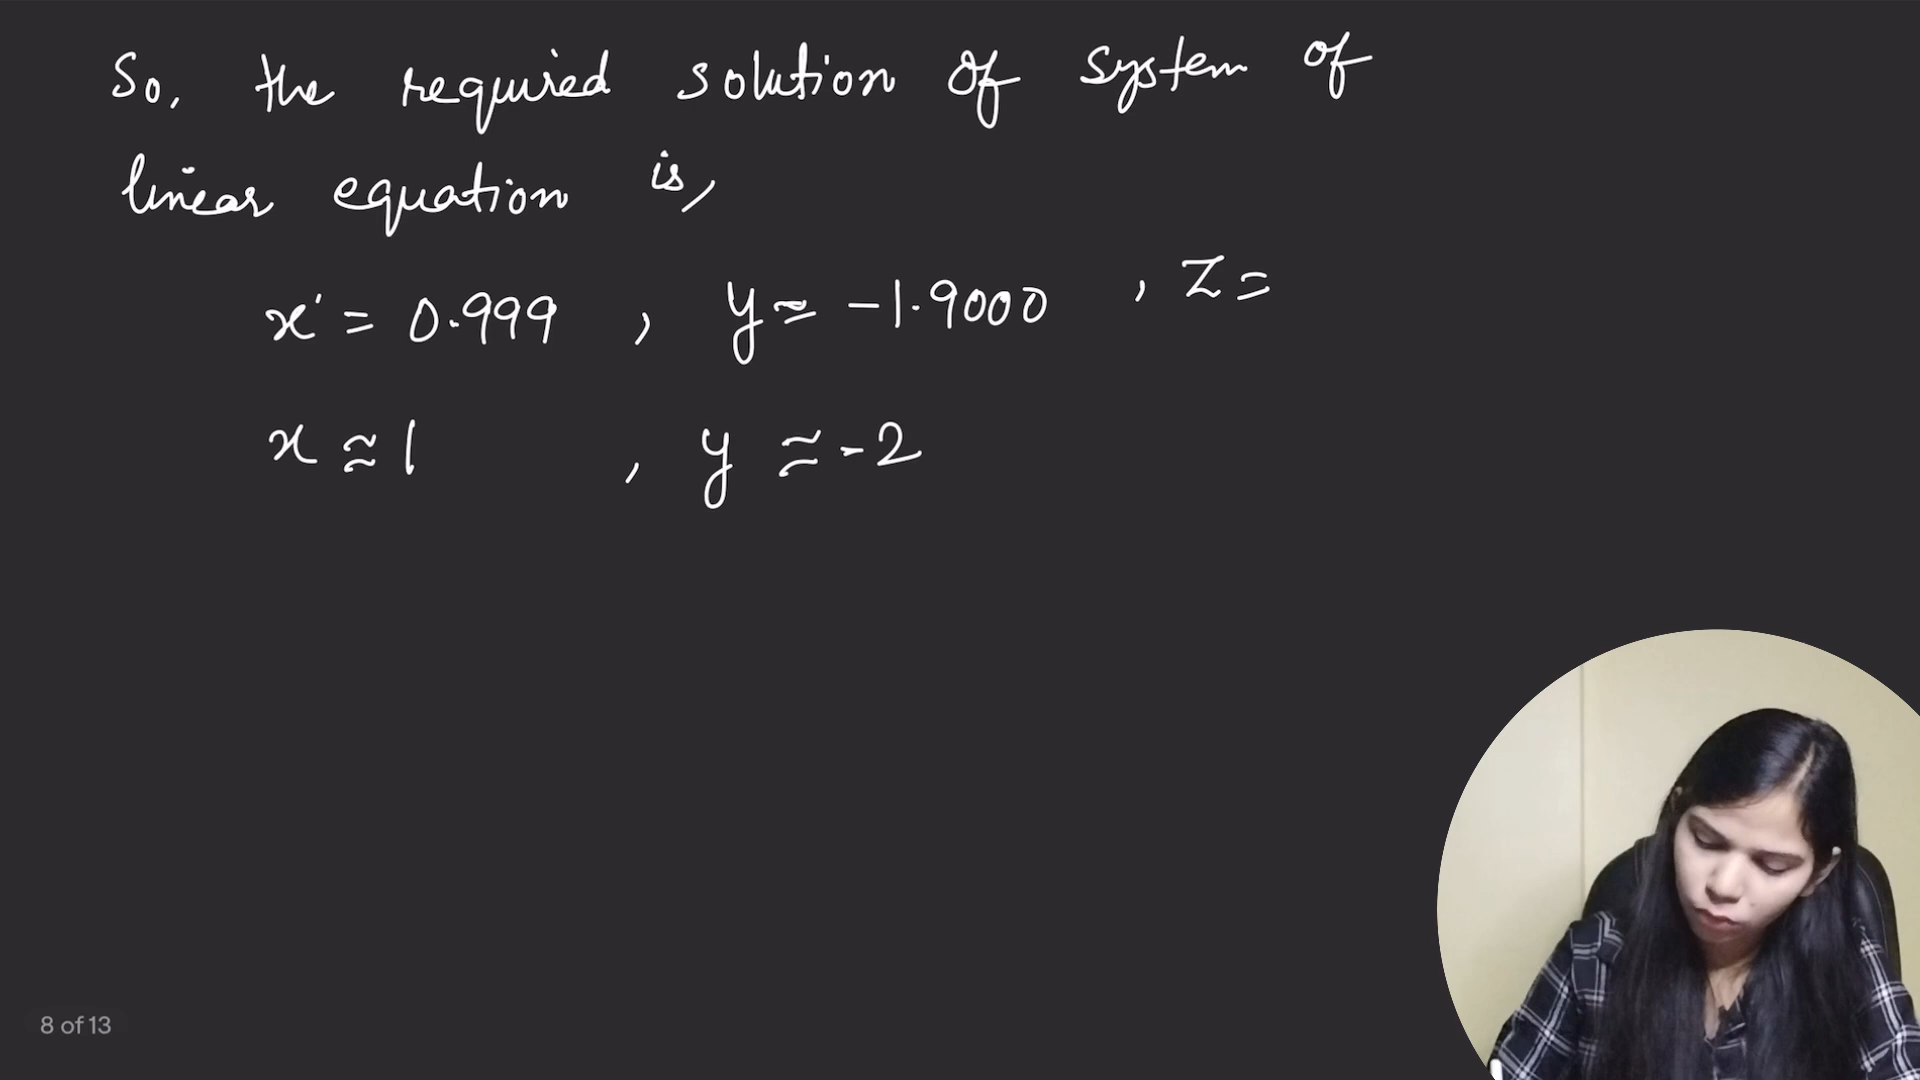 So, the required solution of system of
linear equation is,
x = 0.999 , y ≈ -1.9000 , Z =
x ≈ 1 , y ≈ -2
8 of 13